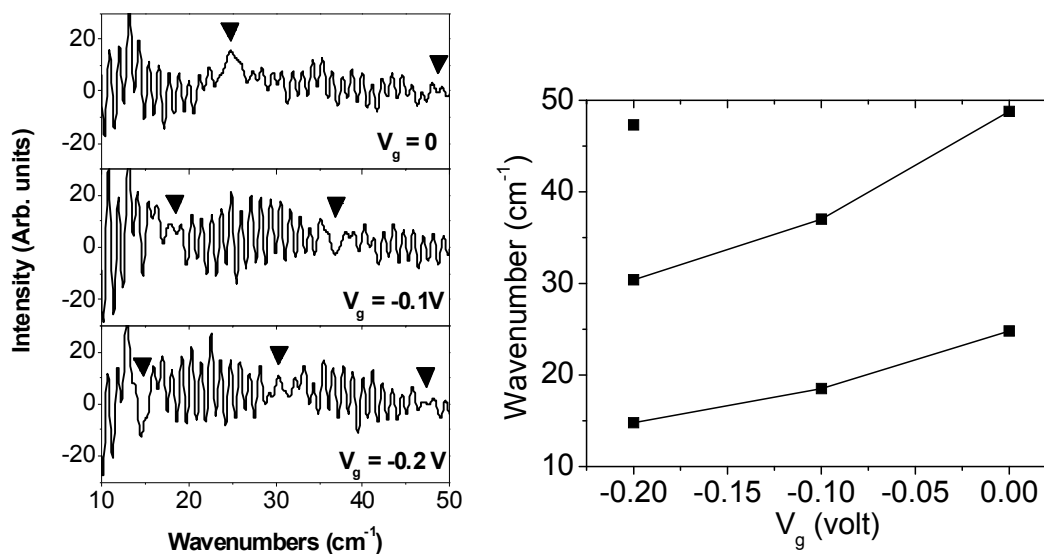 Intensity (Arb. units)
20
0
-20
V_g = 0
20
0
-20
V_g = -0.1V
20
0
-20
V_g = -0.2 V
10 20 30 40 50
Wavenumbers (cm⁻¹)
Wavenumber (cm⁻¹)
50
40
30
20
10
-0.20 -0.15 -0.10 -0.05 0.00
V_g (volt)